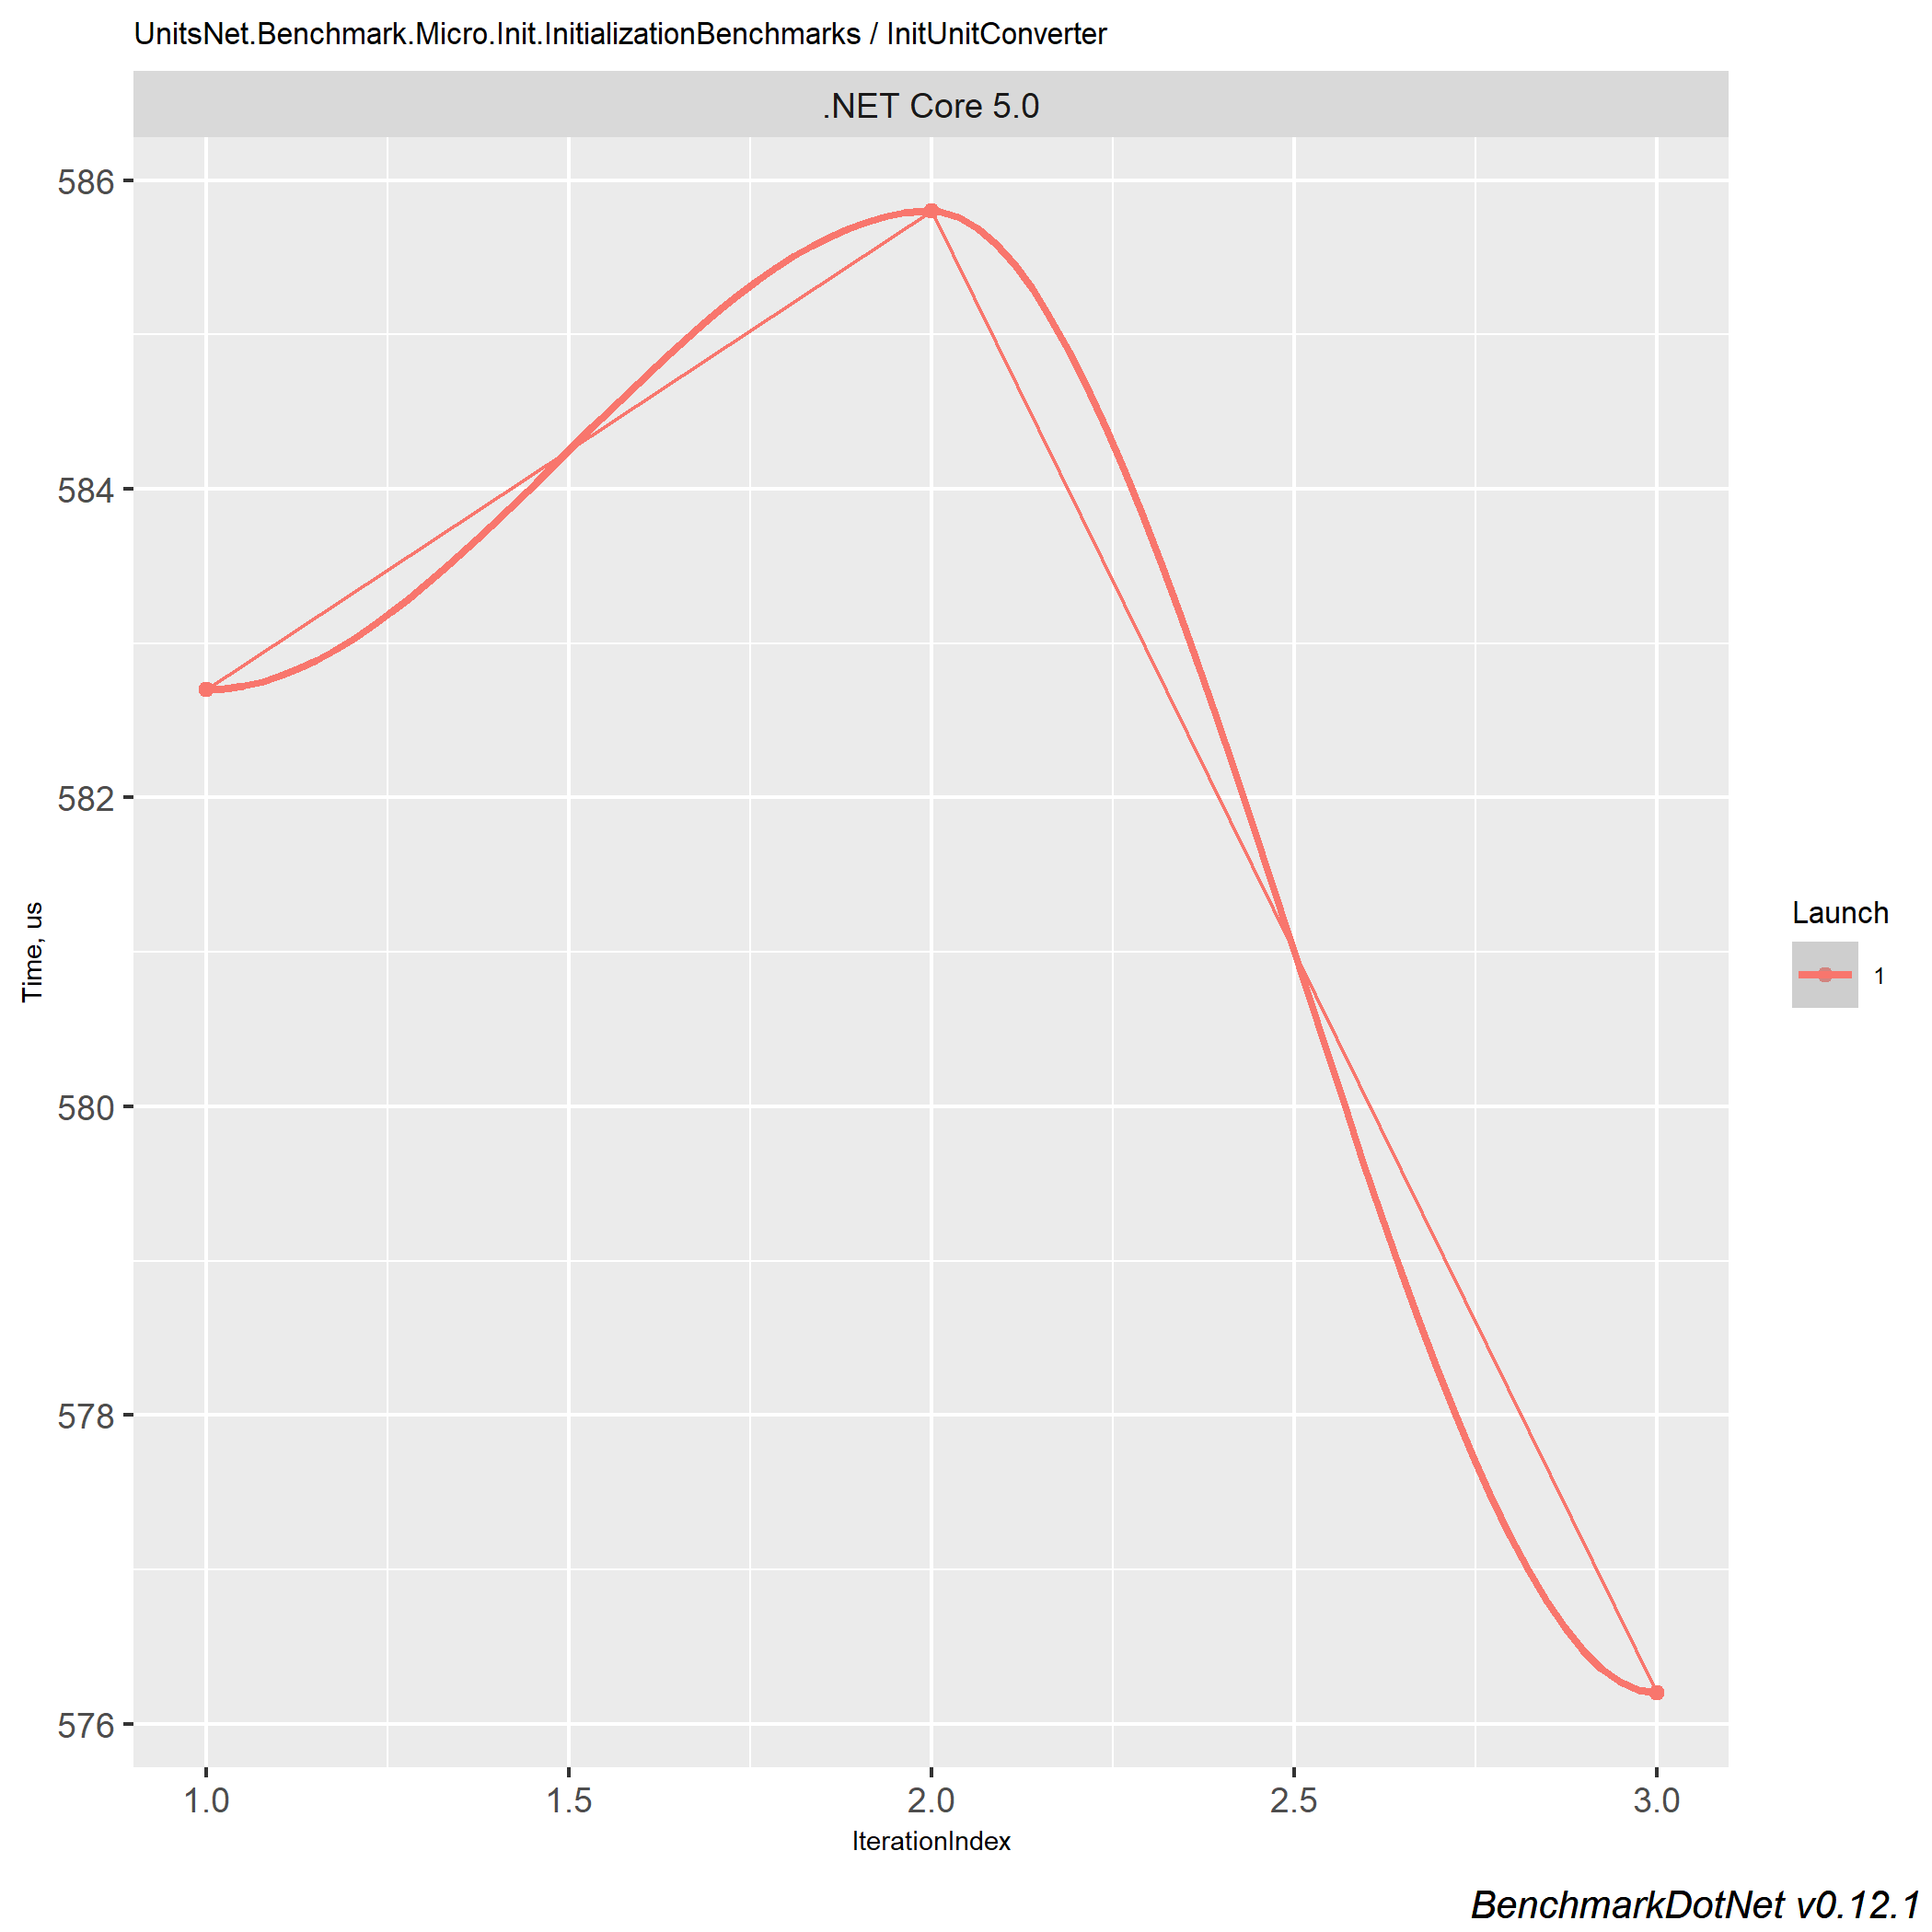 UnitsNet.Benchmark.Micro.Init.InitializationBenchmarks / InitUnitConverter
.NET Core 5.0
586
584
582
580
578
576
Time, us
1.0 1.5 2.0 2.5 3.0
IterationIndex
Launch
1
BenchmarkDotNet v0.12.1